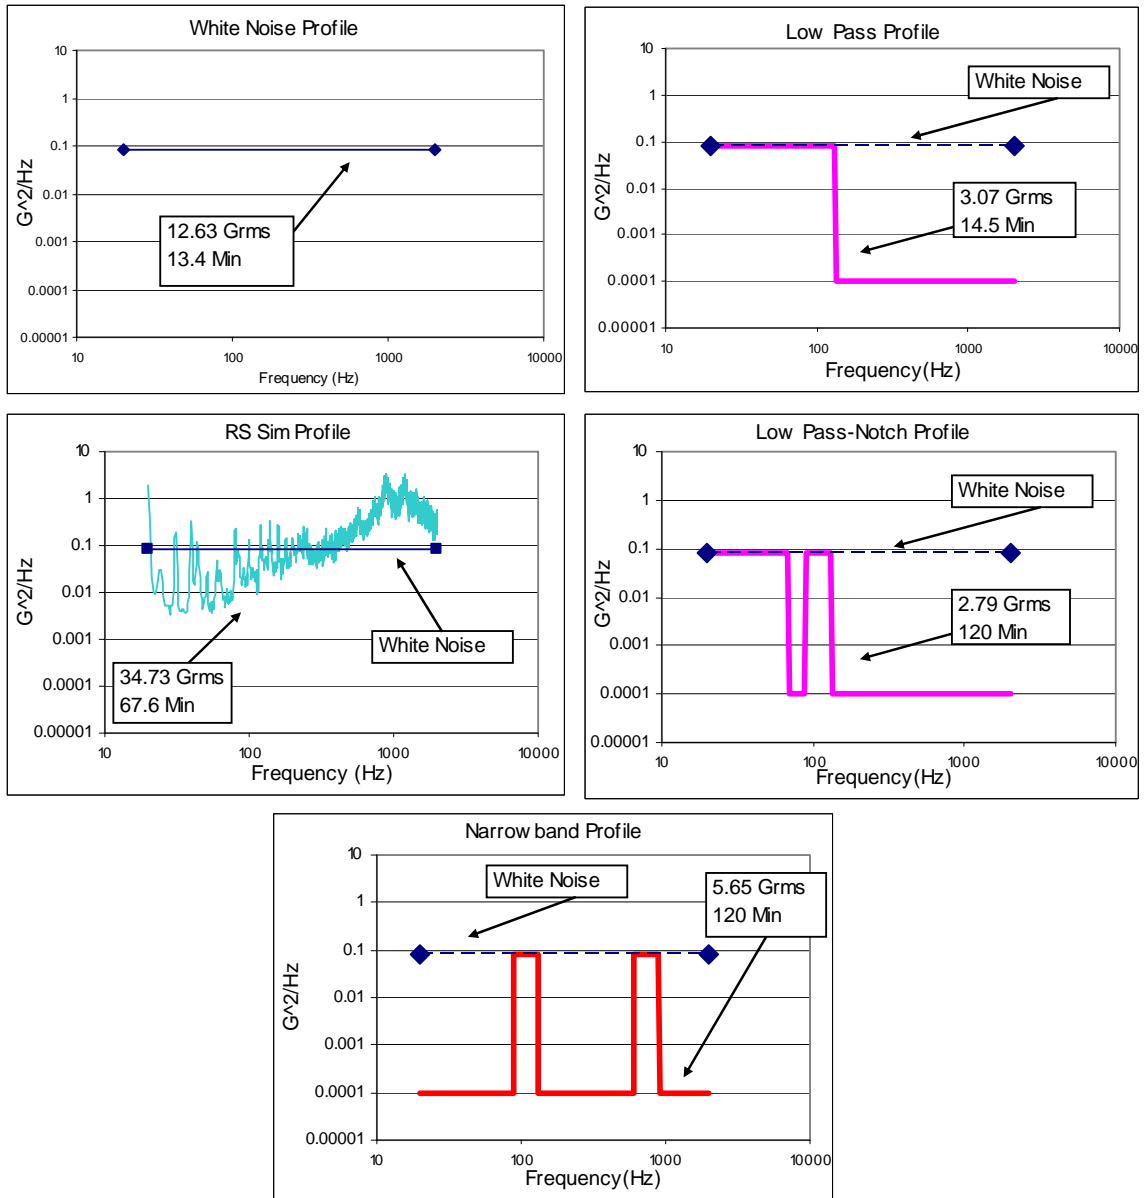 White Noise Profile
10
1
0.1
0.01
0.001
0.0001
0.00001
G^2/Hz
12.63 Grms
13.4 Min
10 100 1000 10000
Frequency (Hz)
Low Pass Profile
10
1
0.1
0.01
0.001
0.0001
0.00001
G^2/Hz
White Noise
3.07 Grms
14.5 Min
10 100 1000 10000
Frequency(Hz)
RS Sim Profile
10
1
0.1
0.01
0.001
0.0001
0.00001
G^2/Hz
White Noise
34.73 Grms
67.6 Min
10 100 1000 10000
Frequency (Hz)
Low Pass-Notch Profile
10
1
0.1
0.01
0.001
0.0001
0.00001
G^2/Hz
White Noise
2.79 Grms
120 Min
10 100 1000 10000
Frequency(Hz)
Narrow band Profile
10
1
0.1
0.01
0.001
0.0001
0.00001
G^2/Hz
White Noise
5.65 Grms
120 Min
10 100 1000 10000
Frequency(Hz)